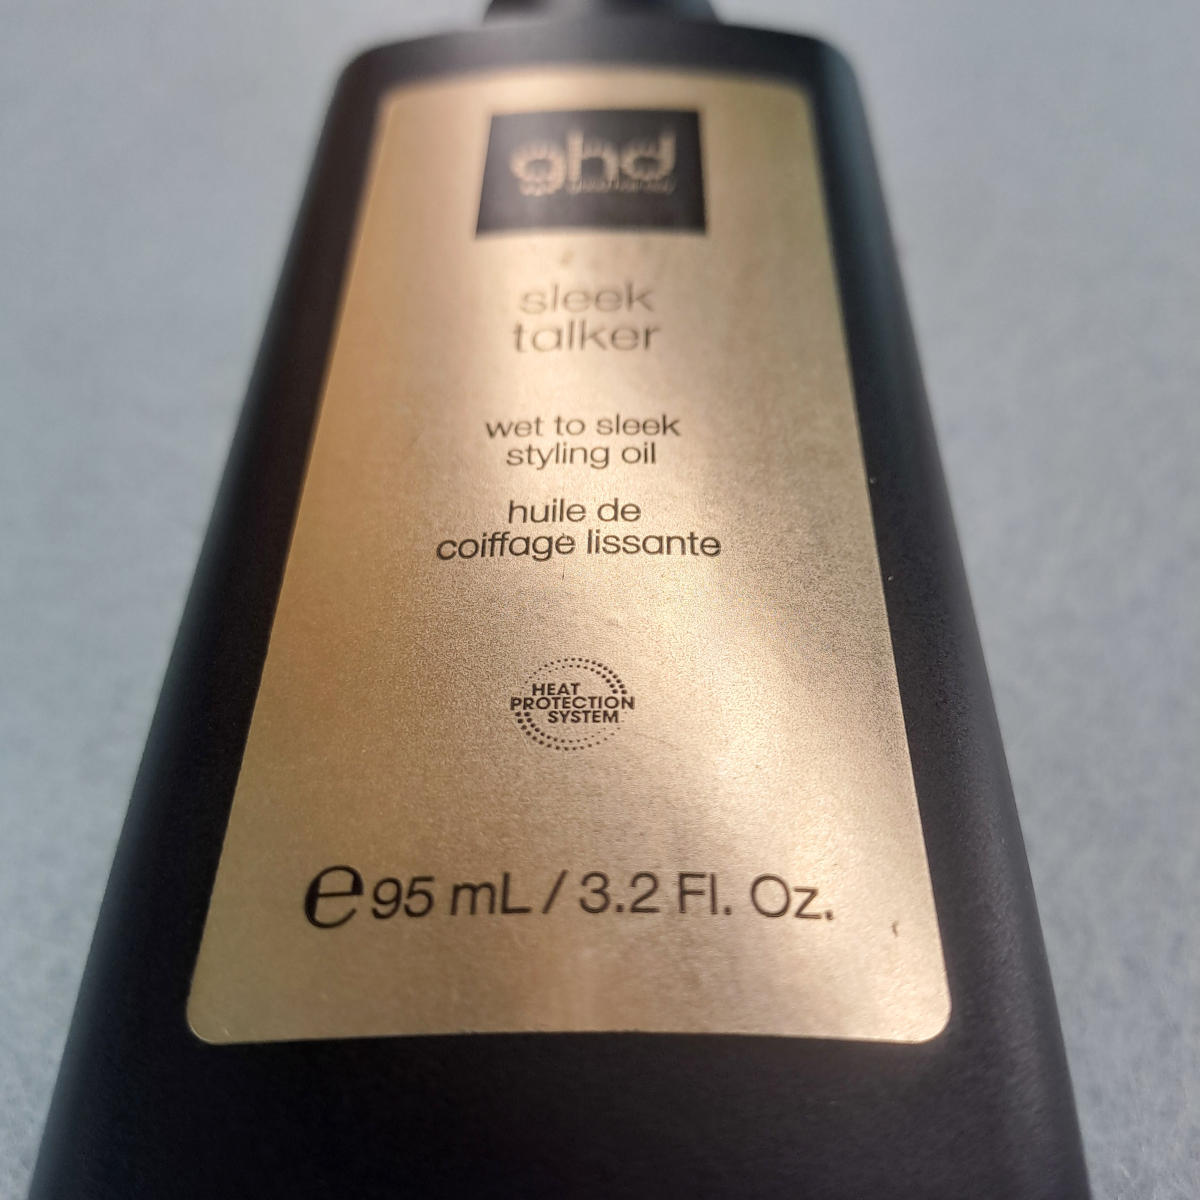 ghd
sleek
talker
wet to sleek
styling oil
huile de
coiffage lissante
HEAT
PROTECTION
SYSTEM
e 95 mL / 3.2 Fl. Oz.